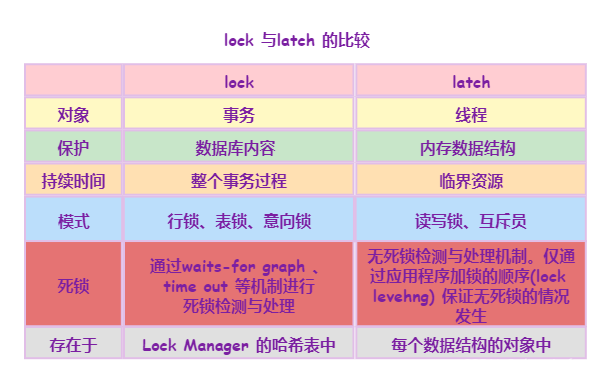 lock 与latch 的比较
lock
latch
对象
事务
线程
保护
数据库内容
内存数据结构
持续时间
整个事务过程
临界资源
模式
行锁、表锁、意向锁
读写锁、互斥员
死锁
通过waits-for graph 、
time out 等机制进行
死锁检测与处理
无死锁检测与处理机制。仅通
过应用程序加锁的顺序(lock
levehng) 保证无死锁的情况
发生
存在于
Lock Manager 的哈希表中
每个数据结构的对象中